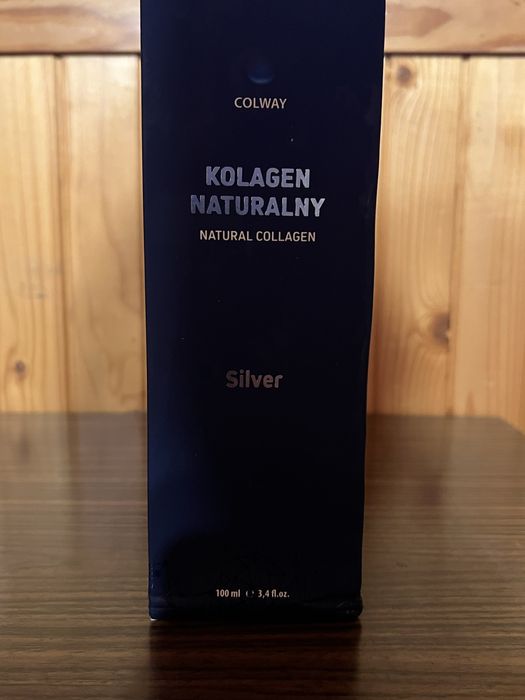 COLWAY
KOLAGEN
NATURALNY
NATURAL COLLAGEN
Silver
100 ml ℮ 3,4 fl.oz.